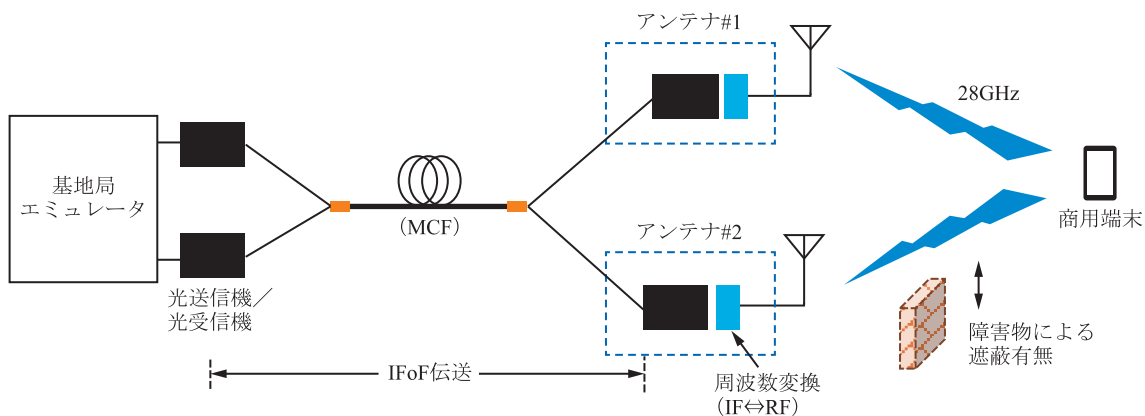 アンテナ#1
28GHz
基地局
エミュレータ
(MCF)
商用端末
アンテナ#2
光送信機/
光受信機
障害物による
遮蔽有無
IFoF伝送
周波数変換
(IF⇔RF)